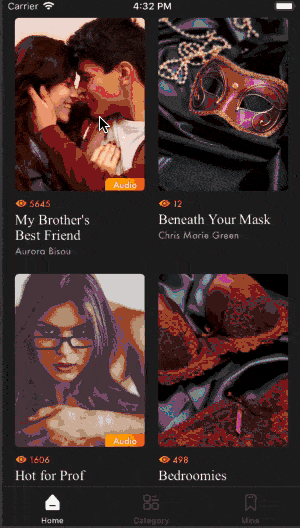 Carrier 4:32 PM
Audio
5645 12
My Brother's
Best Friend
Aurora Bisou
Beneath Your Mask
Chris Marie Green
Audio
1606 498
Hot for Prof Bedroomies
Home Category Mine